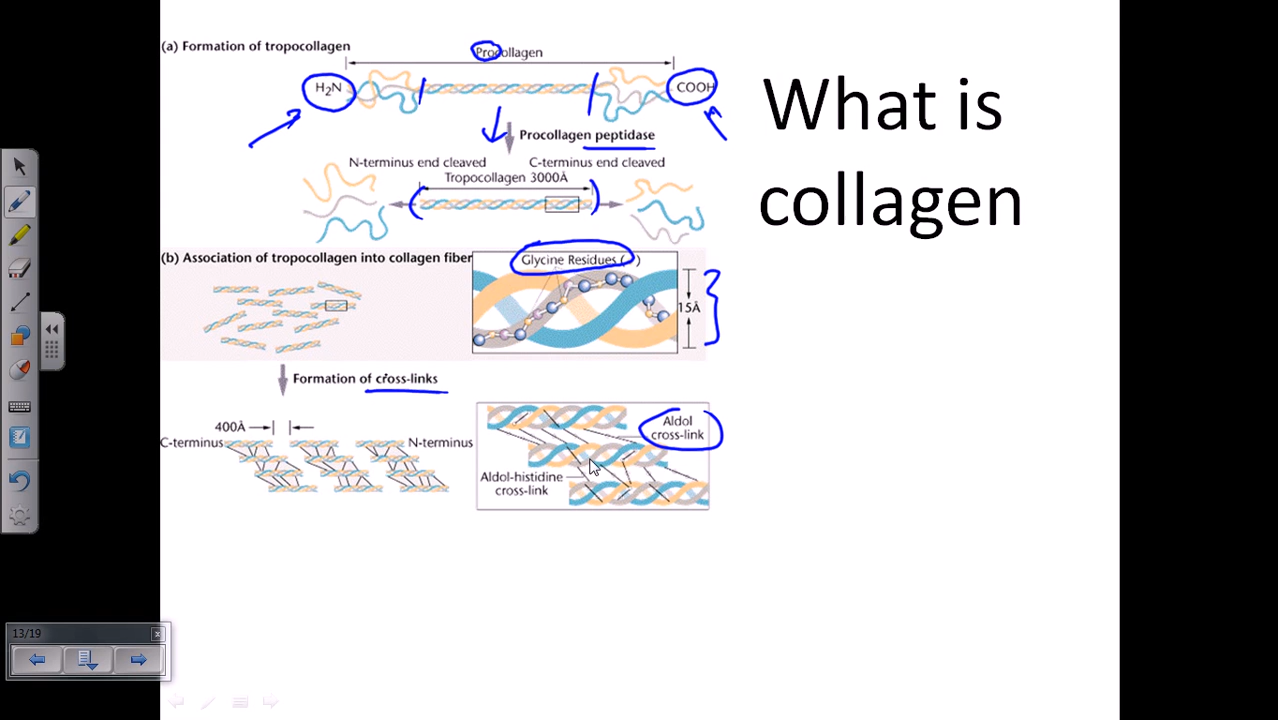 (a) Formation of tropocollagen
Procollagen
H₂N
COOH
What is
collagen
Procollagen peptidase
N-terminus end cleaved
C-terminus end cleaved
Tropocollagen 3000Å
(b) Association of tropocollagen into collagen fiber
Glycine Residues ( )
15Å
Formation of cross-links
400Å
C-terminus
N-terminus
Aldol
cross-link
Aldol-histidine
cross-link
13/19